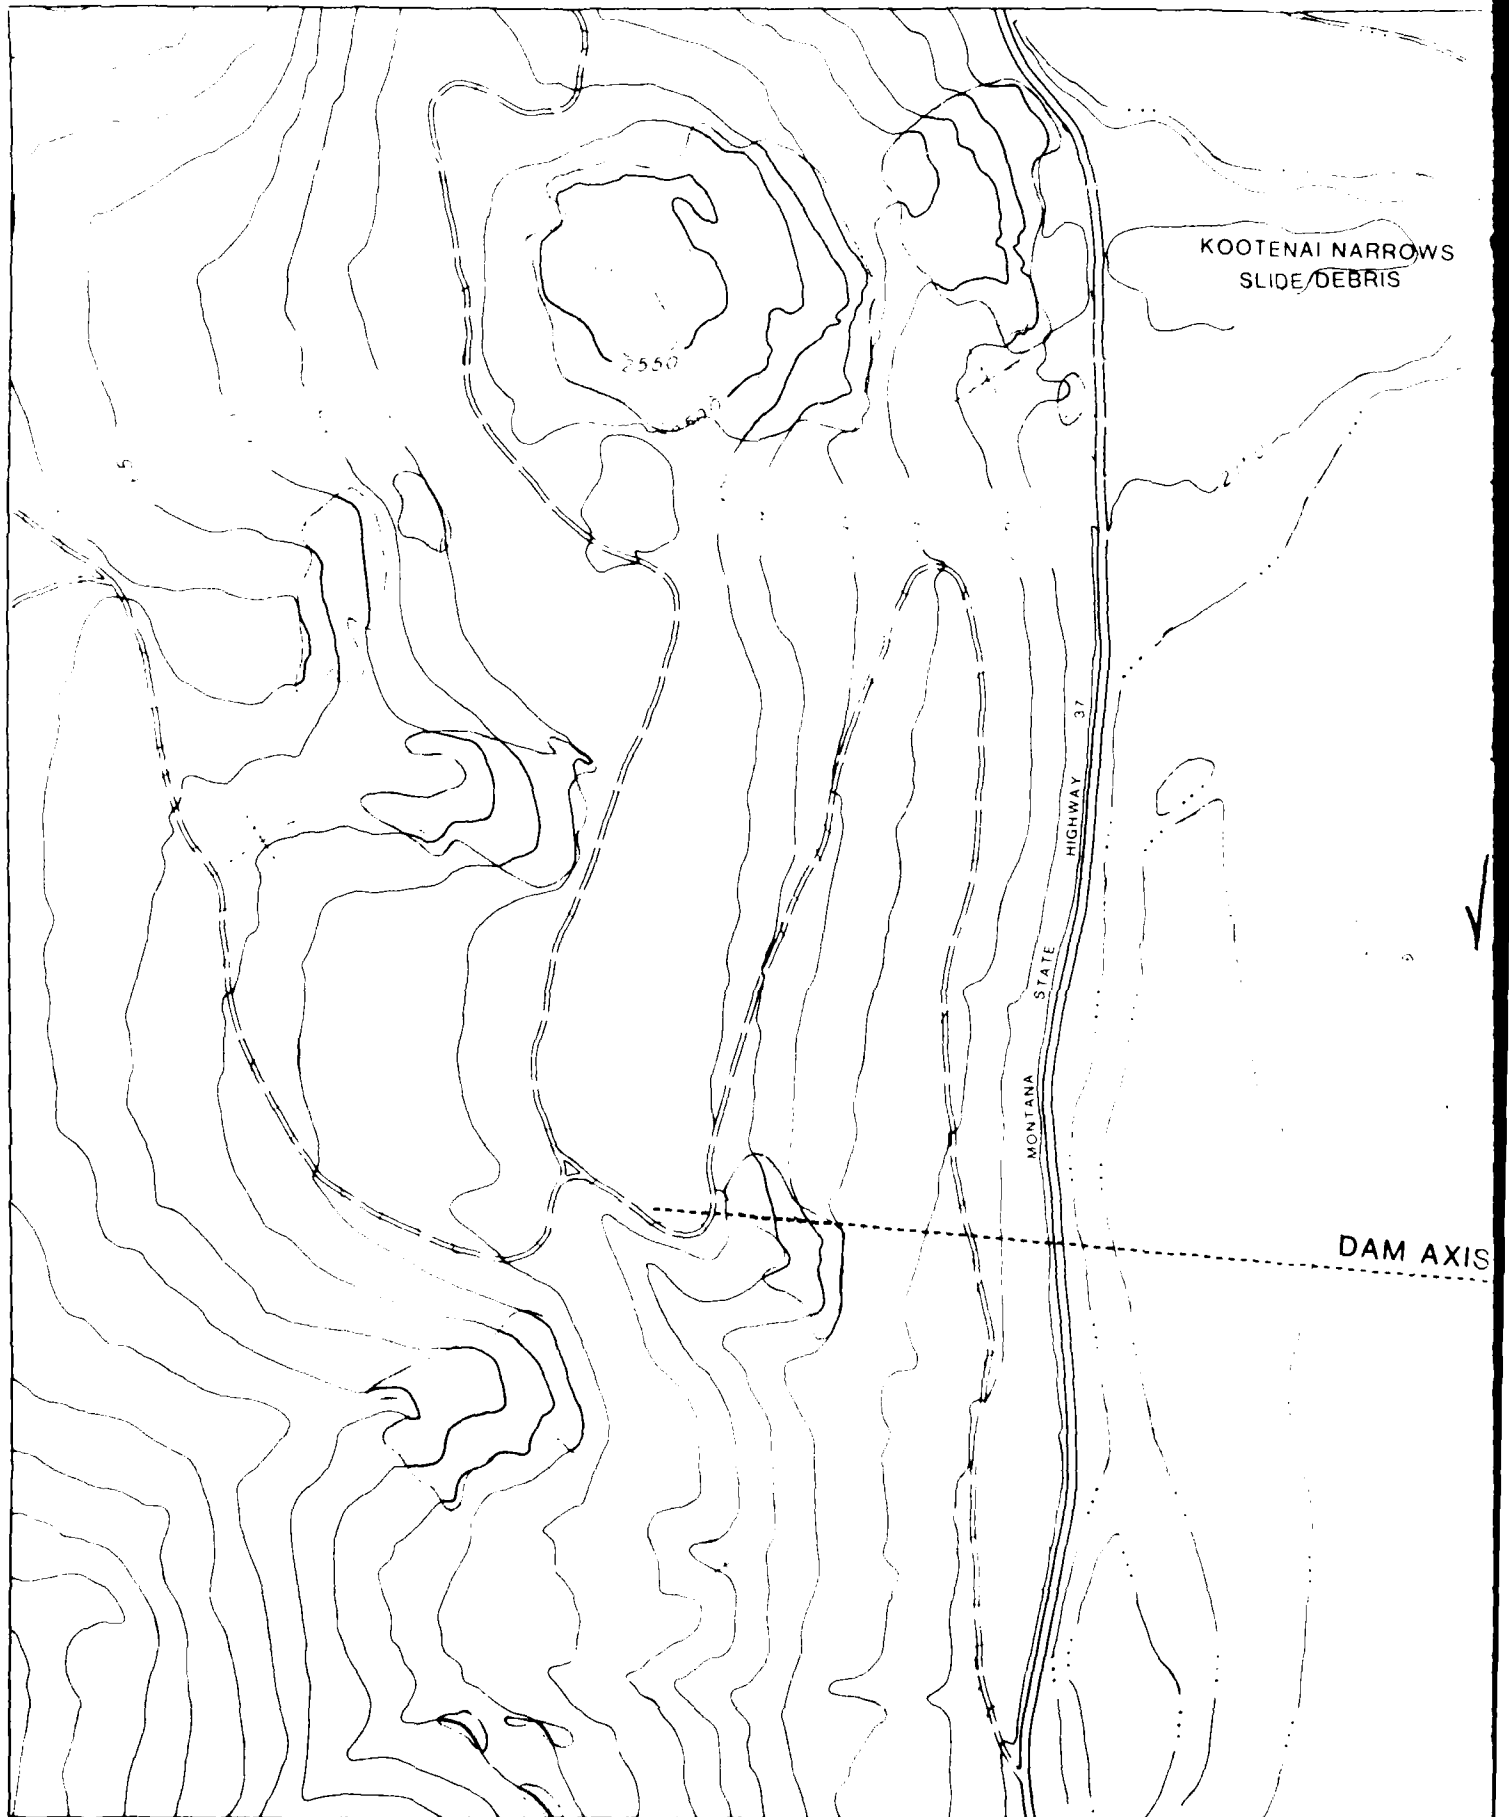 KOOTENAI NARROWS
SLIDE/DEBRIS
2550
MONTANA STATE HIGHWAY 37
DAM AXIS